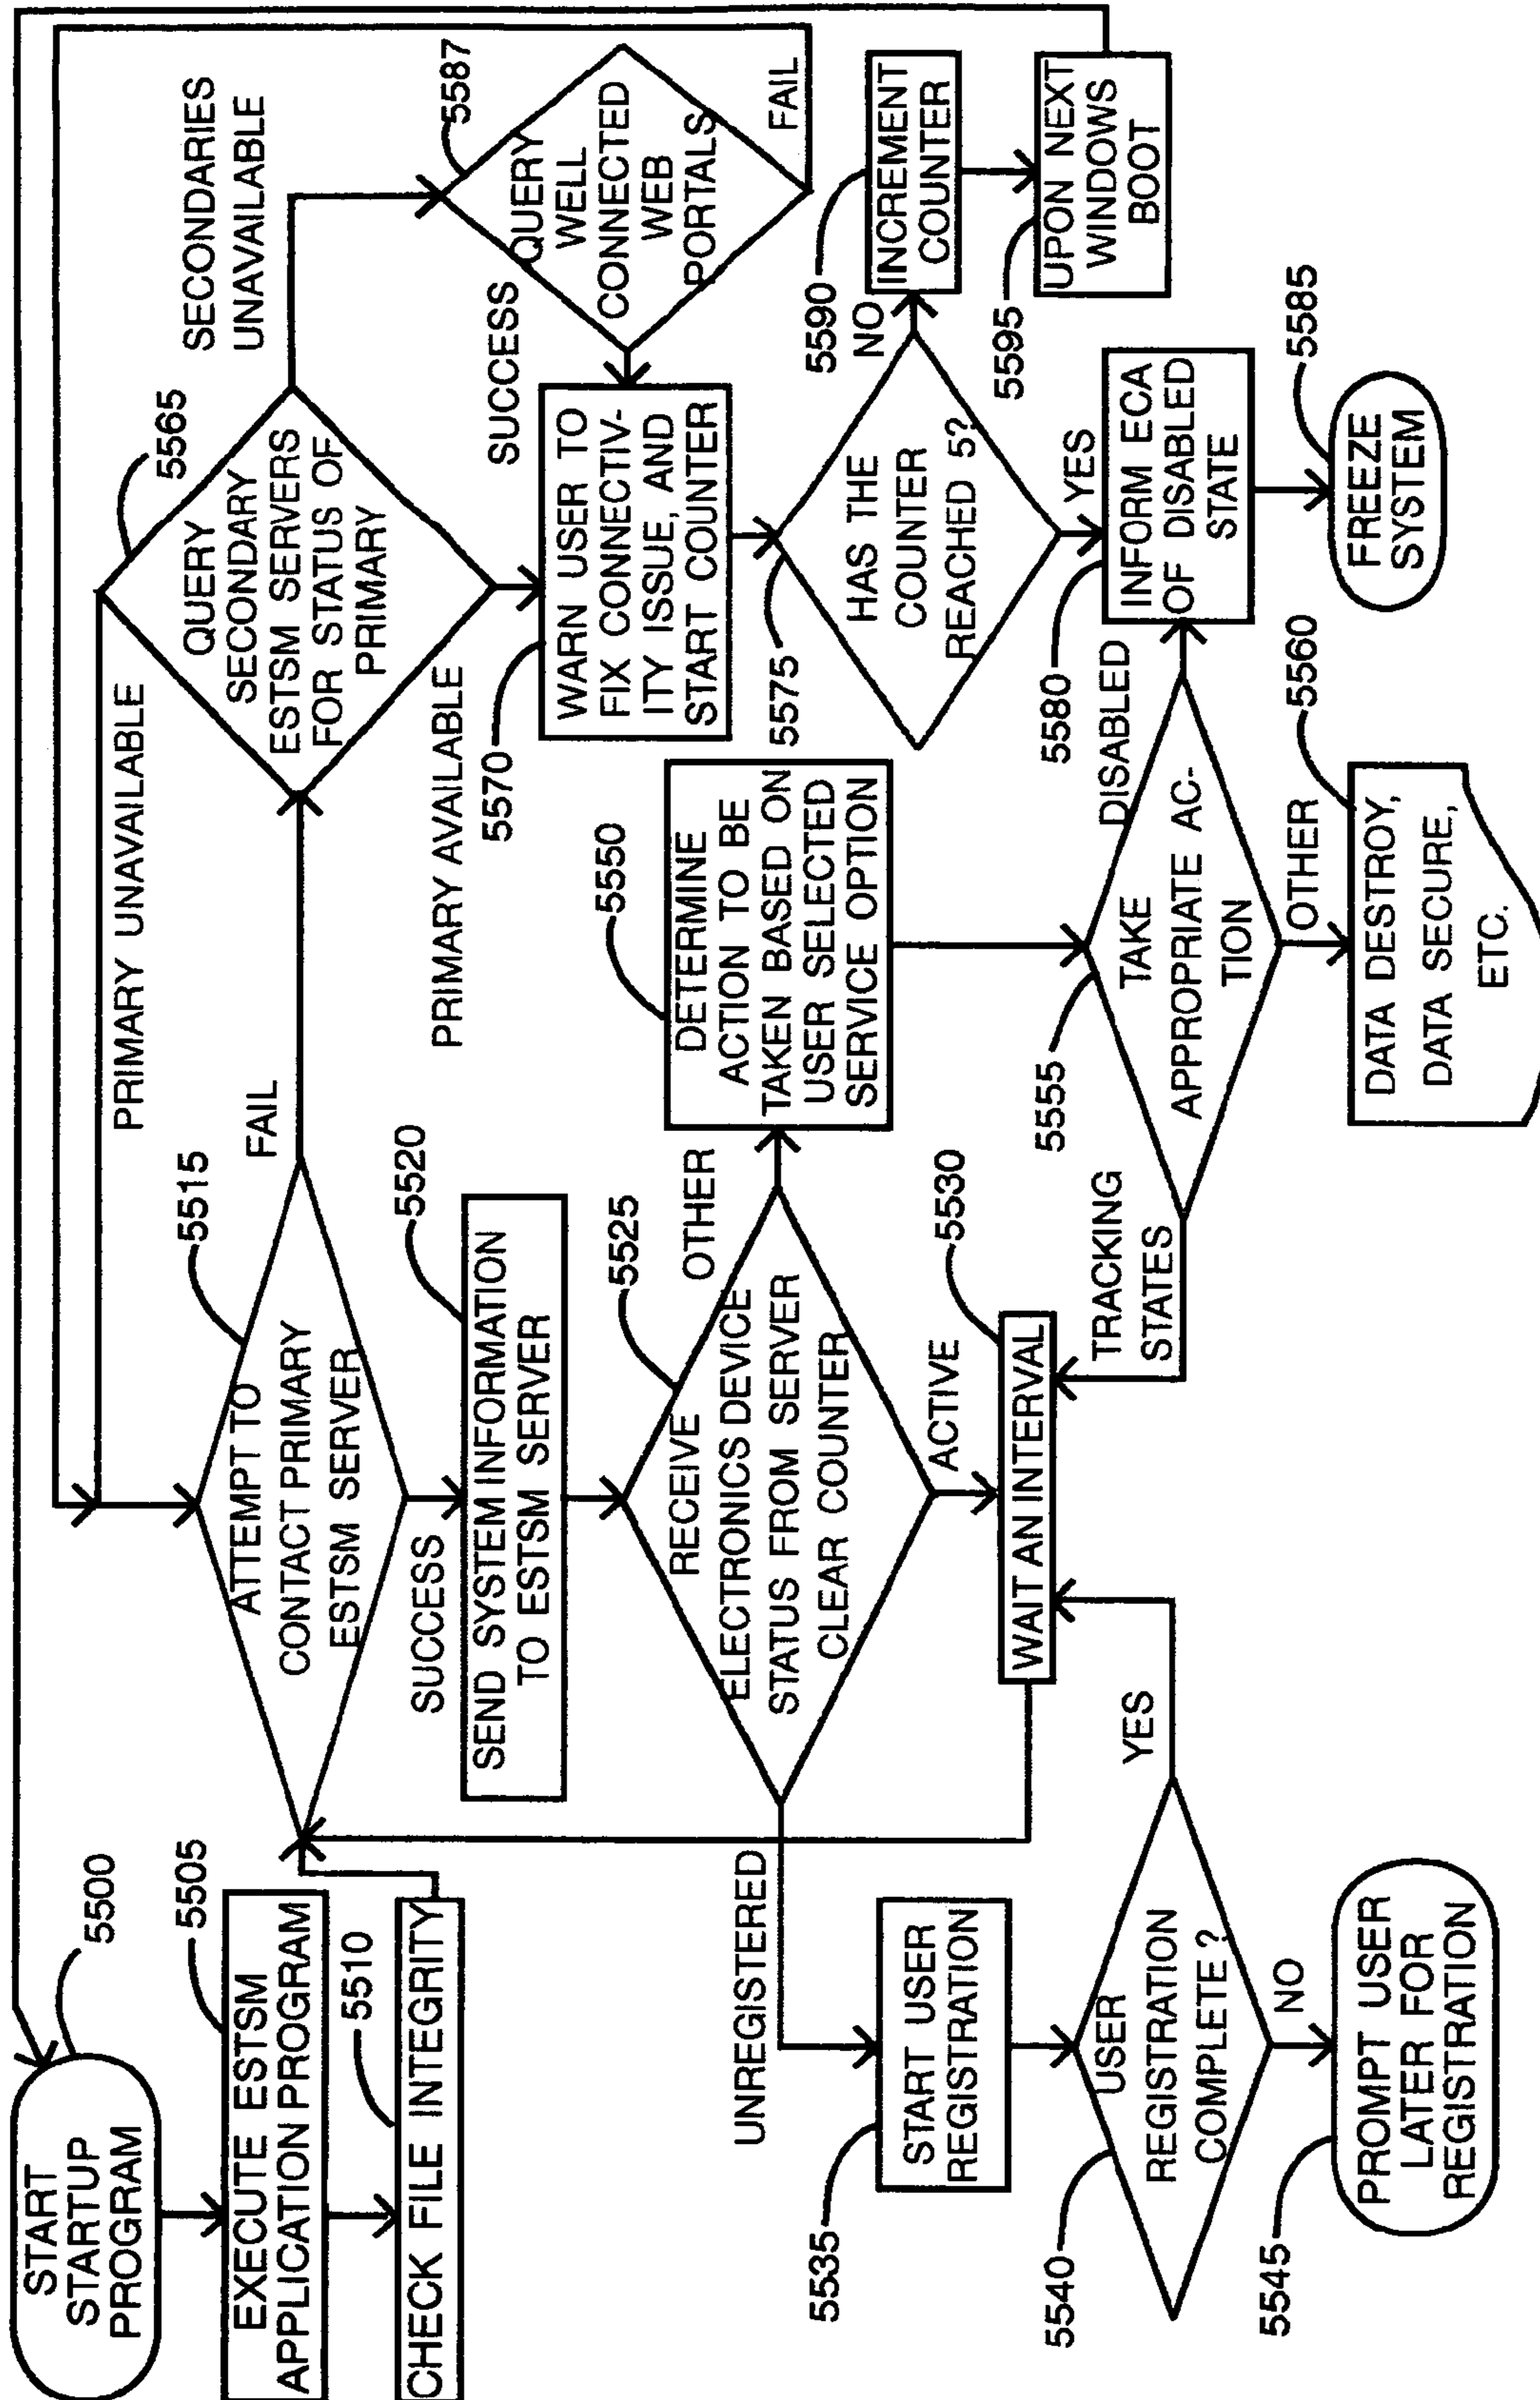 START
STARTUP
PROGRAM
5500
EXECUTE ESTSM
APPLICATION PROGRAM
5505
CHECK FILE INTEGRITY
5510
ATTEMPT TO
CONTACT PRIMARY
ESTSM SERVER
5515
FAIL
SUCCESS
SEND SYSTEM INFORMATION
TO ESTSM SERVER
5520
RECEIVE
ELECTRONICS DEVICE
STATUS FROM SERVER
CLEAR COUNTER
5525
OTHER
ACTIVE
UNREGISTERED
WAIT AN INTERVAL
5530
START USER
REGISTRATION
5535
USER
REGISTRATION
COMPLETE ?
5540
YES
NO
PROMPT USER
LATER FOR
REGISTRATION
5545
DETERMINE
ACTION TO BE
TAKEN BASED ON
USER SELECTED
SERVICE OPTION
5550
TAKE
APPROPRIATE AC-
TION
5555
TRACKING
STATES
DISABLED
OTHER
DATA DESTROY,
DATA SECURE,
ETC.
5560
PRIMARY UNAVAILABLE
QUERY
SECONDARY
ESTSM SERVERS
FOR STATUS OF
PRIMARY
5565
PRIMARY AVAILABLE
SECONDARIES
UNAVAILABLE
QUERY
WELL
CONNECTED
WEB
PORTALS
5587
SUCCESS
FAIL
WARN USER TO
FIX CONNECTIV-
ITY ISSUE, AND
START COUNTER
5570
HAS THE
COUNTER
REACHED 5?
5575
NO
YES
INCREMENT
COUNTER
5590
UPON NEXT
WINDOWS
BOOT
5595
INFORM ECA
OF DISABLED
STATE
5580
FREEZE
SYSTEM
5585